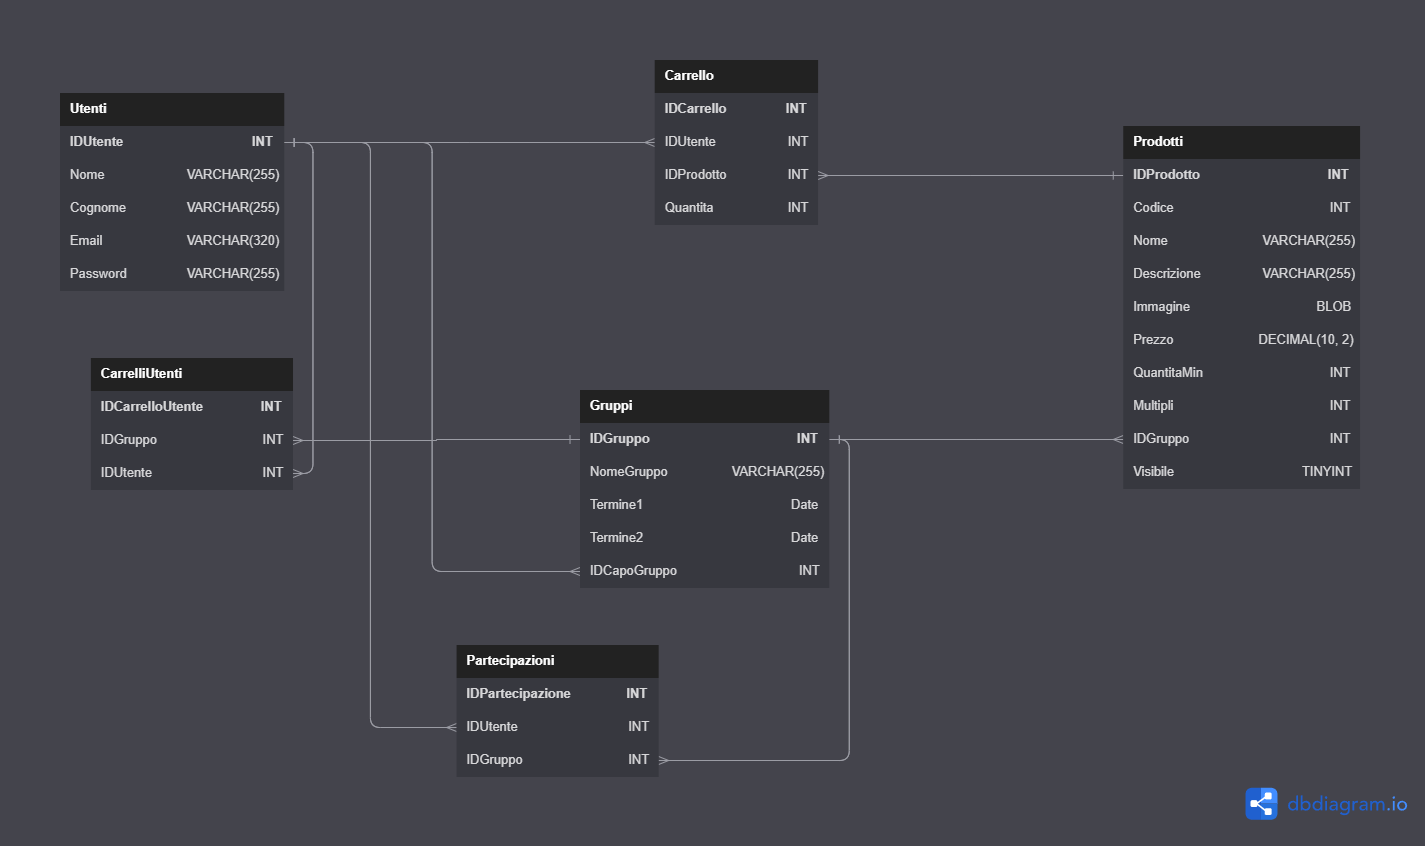 Utenti
IDUtente INT
Nome VARCHAR(255)
Cognome VARCHAR(255)
Email VARCHAR(320)
Password VARCHAR(255)
CarrelliUtenti
IDCarrelloUtente INT
IDGruppo INT
IDUtente INT
Carrello
IDCarrello INT
IDUtente INT
IDProdotto INT
Quantita INT
Gruppi
IDGruppo INT
NomeGruppo VARCHAR(255)
Termine1 Date
Termine2 Date
IDCapoGruppo INT
Partecipazioni
IDPartecipazione INT
IDUtente INT
IDGruppo INT
Prodotti
IDProdotto INT
Codice INT
Nome VARCHAR(255)
Descrizione VARCHAR(255)
Immagine BLOB
Prezzo DECIMAL(10, 2)
QuantitaMin INT
Multipli INT
IDGruppo INT
Visibile TINYINT
dbdiagram.io